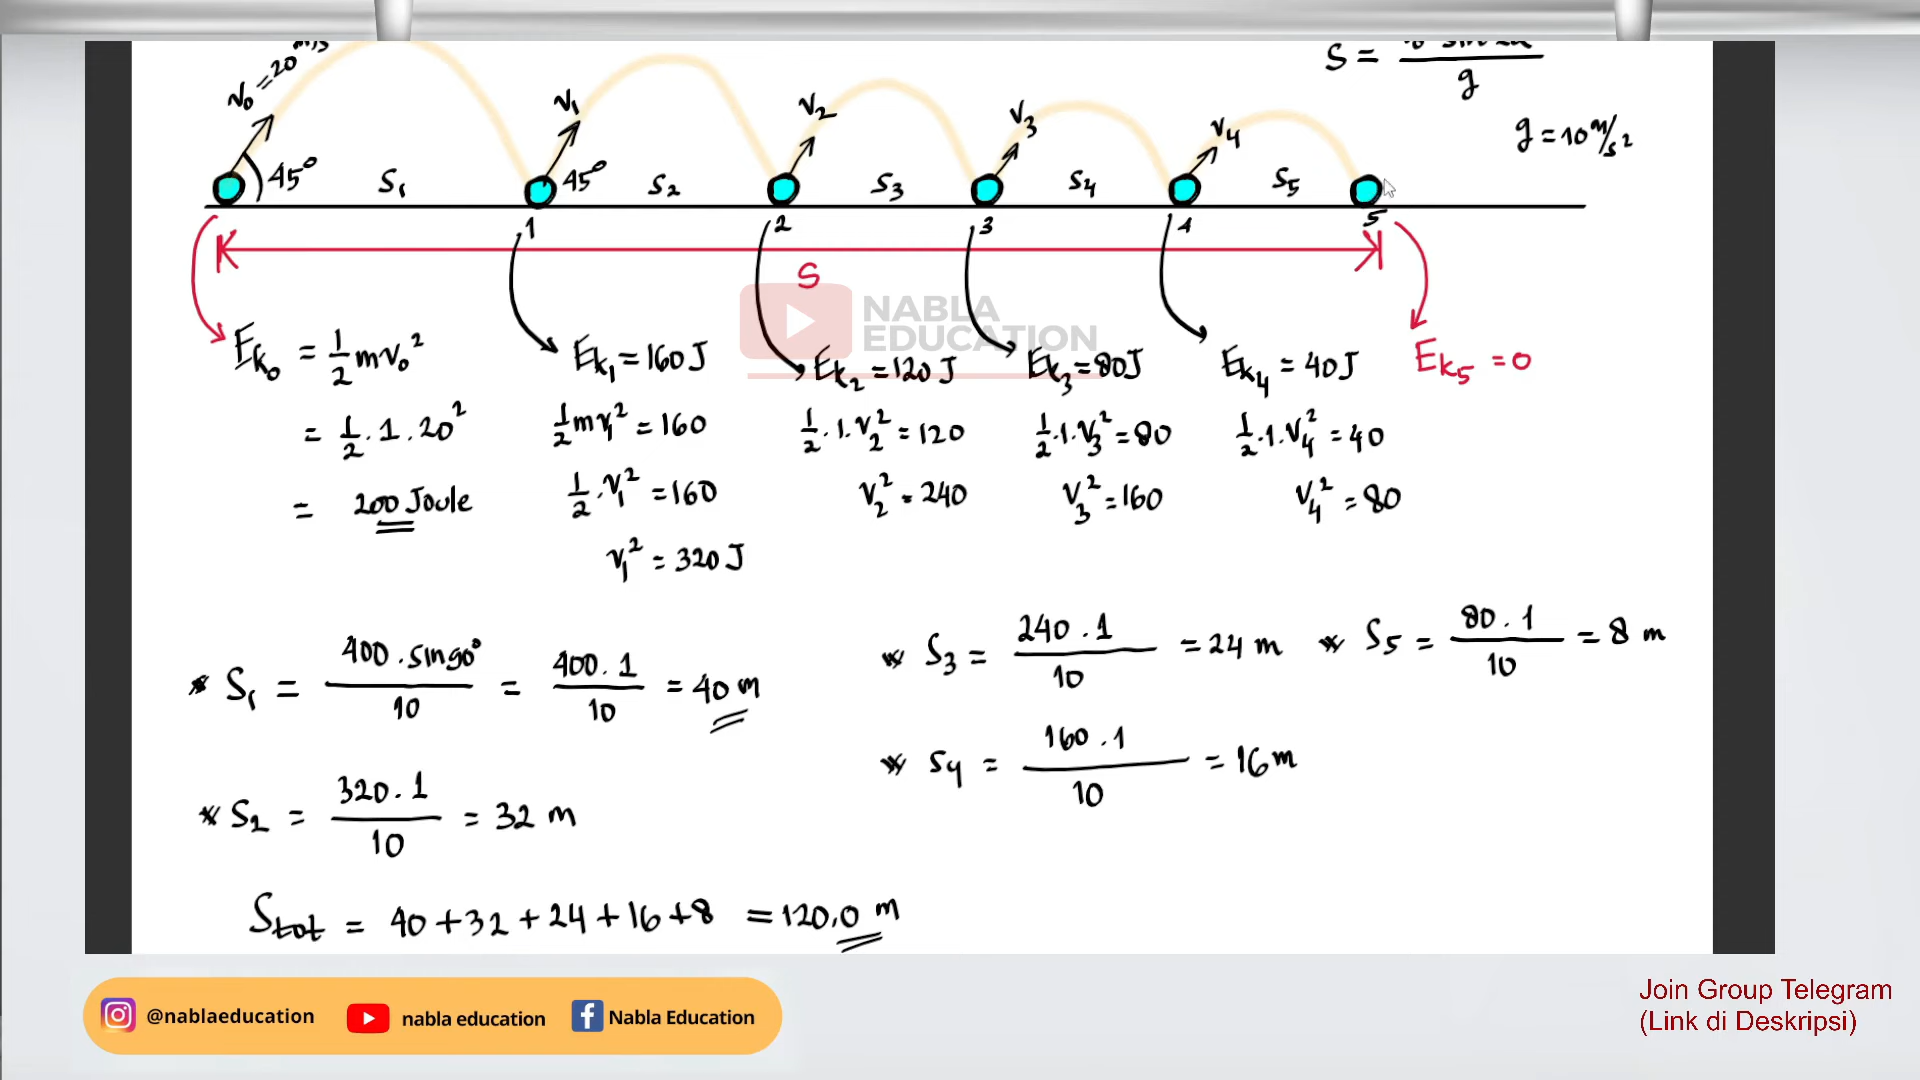 v₀ = 20 m/s
v₁
v₂
v₃
v₄
S =
g
g = 10 m/s²
45°
S₁
45°
S₂
S₃
S₄
S₅
1
2
3
4
5
S
NABLA
EDUCATION
Ek₀ = 1/2 mv₀²
= 1/2 . 1 . 20²
= 200 Joule
Ek₁ = 160 J
1/2 mv₁² = 160
1/2 . v₁² = 160
v₁² = 320 J
Ek₂ = 120 J
1/2 . 1 . v₂² = 120
v₂² = 240
Ek₃ = 80 J
1/2 . 1 . v₃² = 80
v₃² = 160
Ek₄ = 40 J
1/2 . 1 . v₄² = 40
v₄² = 80
Ek₅ = 0
* S₁ = 400 . sin 90° / 10 = 400 . 1 / 10 = 40 m
* S₂ = 320 . 1 / 10 = 32 m
* S₃ = 240 . 1 / 10 = 24 m
* S₄ = 160 . 1 / 10 = 16 m
* S₅ = 80 . 1 / 10 = 8 m
Stot = 40 + 32 + 24 + 16 + 8 = 120,0 m
@nablaeducation
nabla education
Nabla Education
Join Group Telegram
(Link di Deskripsi)